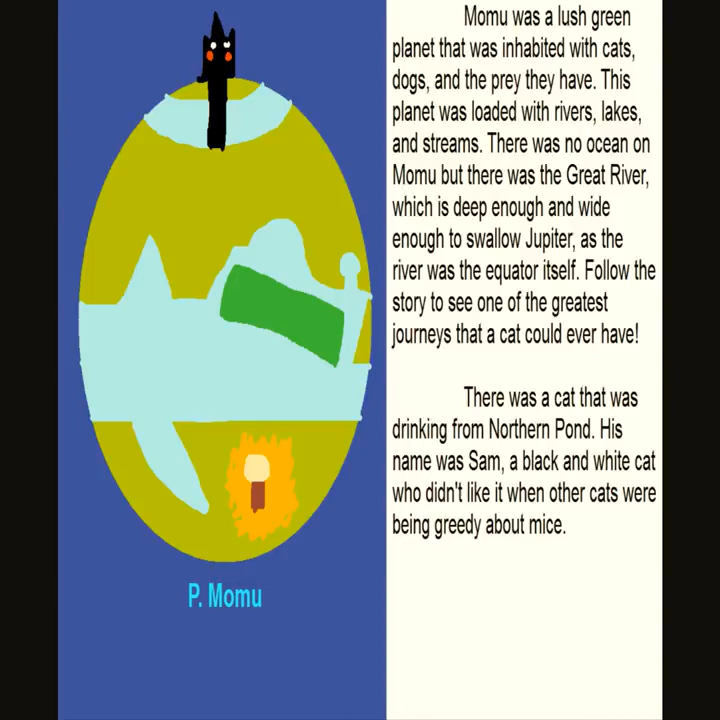 Momu was a lush green
planet that was inhabited with cats,
dogs, and the prey they have. This
planet was loaded with rivers, lakes,
and streams. There was no ocean on
Momu but there was the Great River,
which is deep enough and wide
enough to swallow Jupiter, as the
river was the equator itself. Follow the
story to see one of the greatest
journeys that a cat could ever have!
There was a cat that was
drinking from Northern Pond. His
name was Sam, a black and white cat
who didn't like it when other cats were
being greedy about mice.
P. Momu